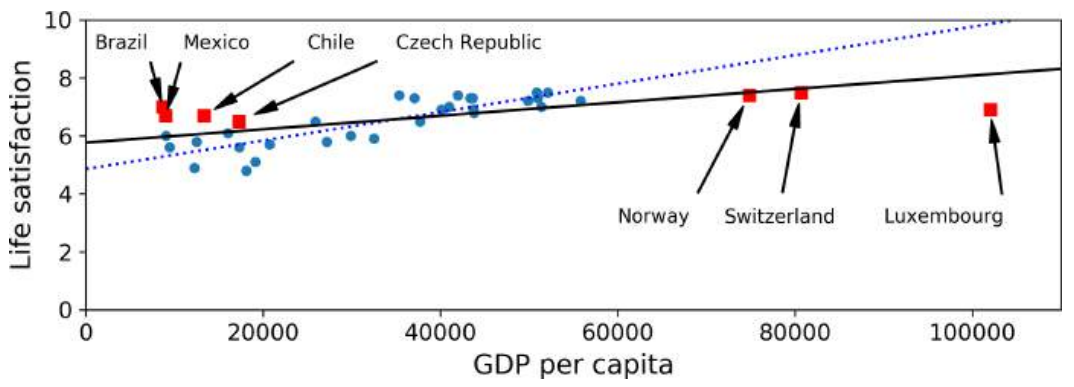 10
Brazil Mexico Chile Czech Republic
8
6
4
Norway Switzerland Luxembourg
2
0
0 20000 40000 60000 80000 100000
GDP per capita
Life satisfaction